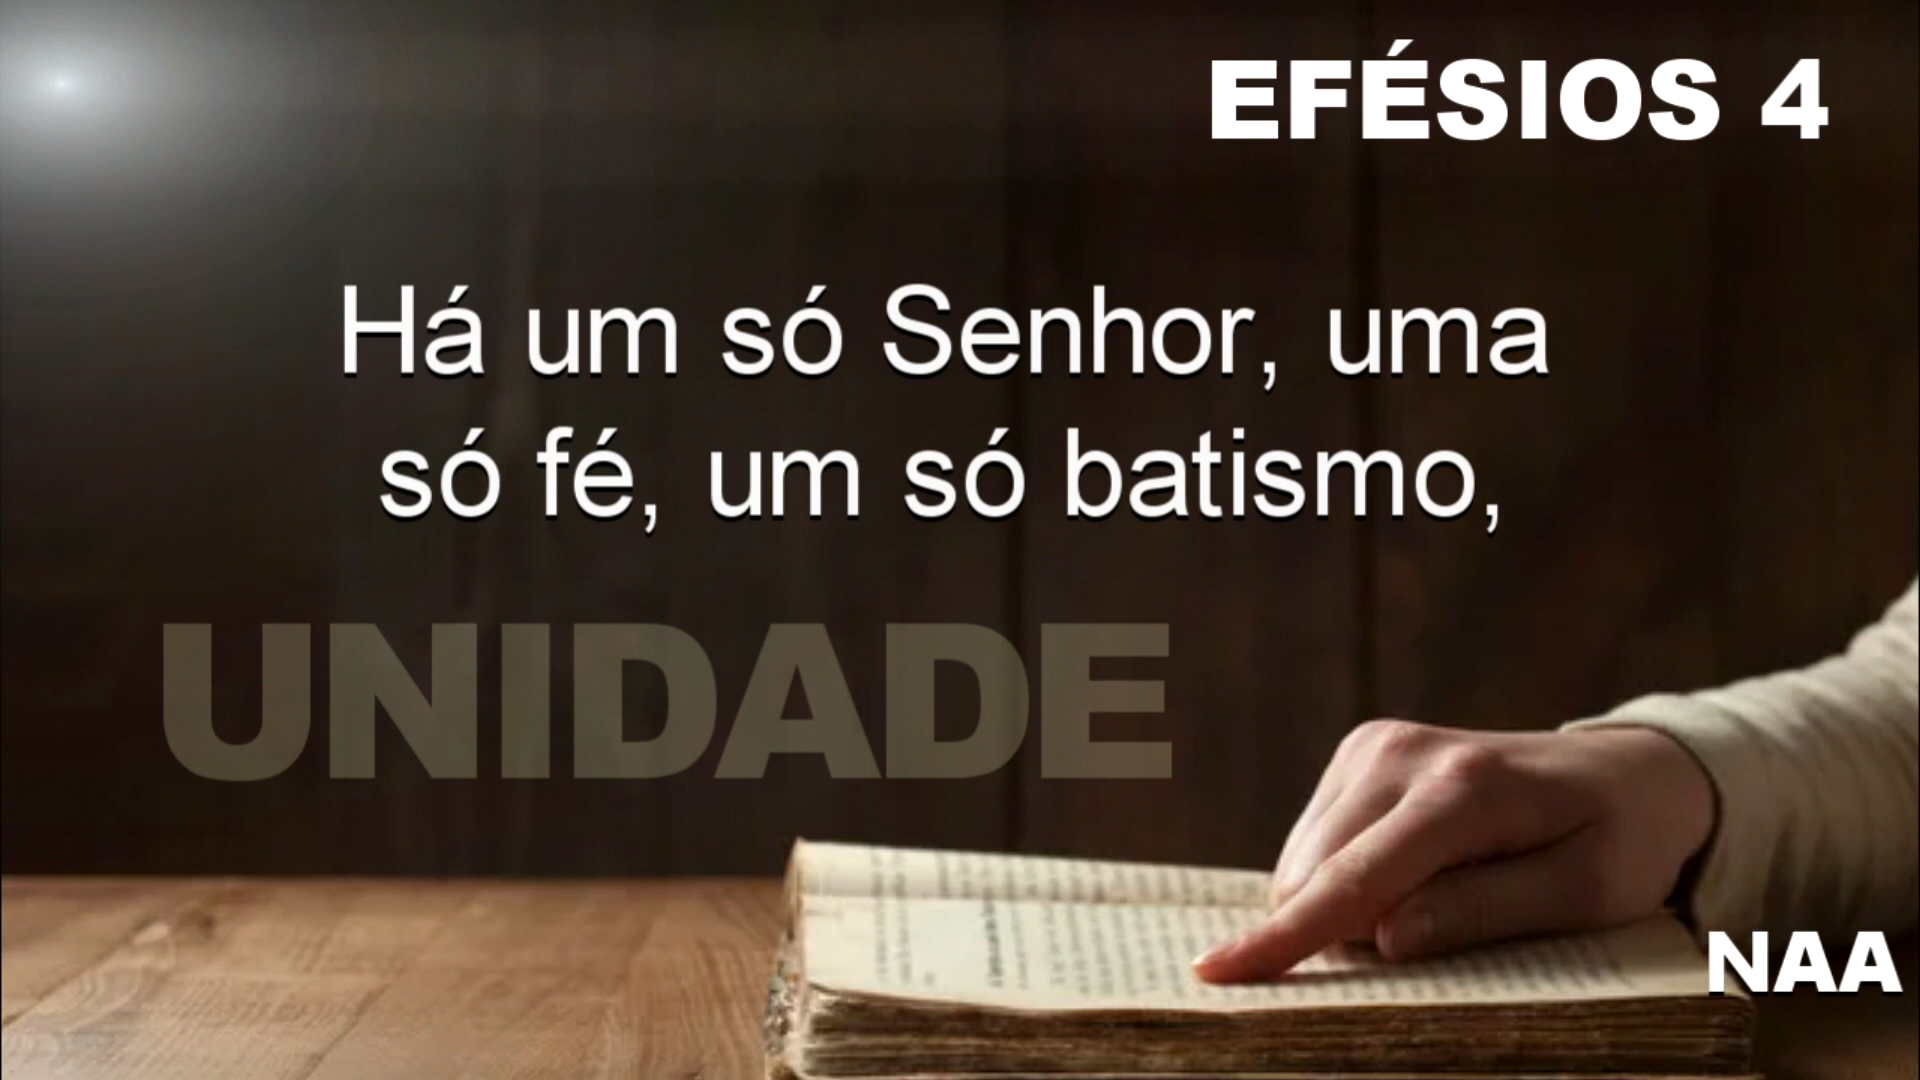 EFÉSIOS 4
Há um só Senhor, uma
só fé, um só batismo,
UNIDADE
NAA